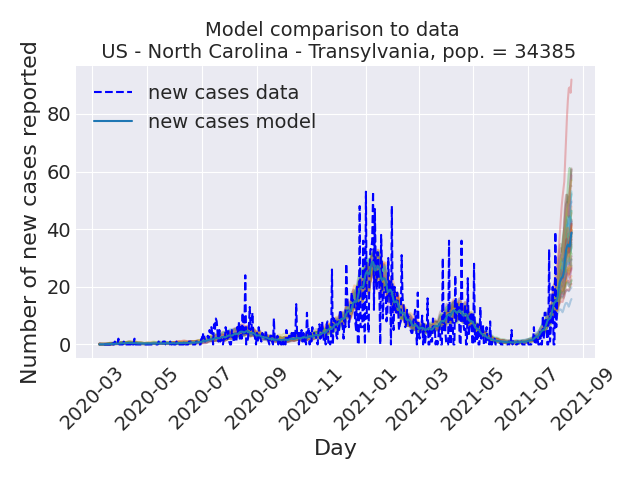 Model comparison to data
US - North Carolina - Transylvania, pop. = 34385
Number of new cases reported
80
60
40
20
0
new cases data
new cases model
2020-03
2020-05
2020-07
2020-09
2020-11
2021-01
2021-03
2021-05
2021-07
2021-09
Day